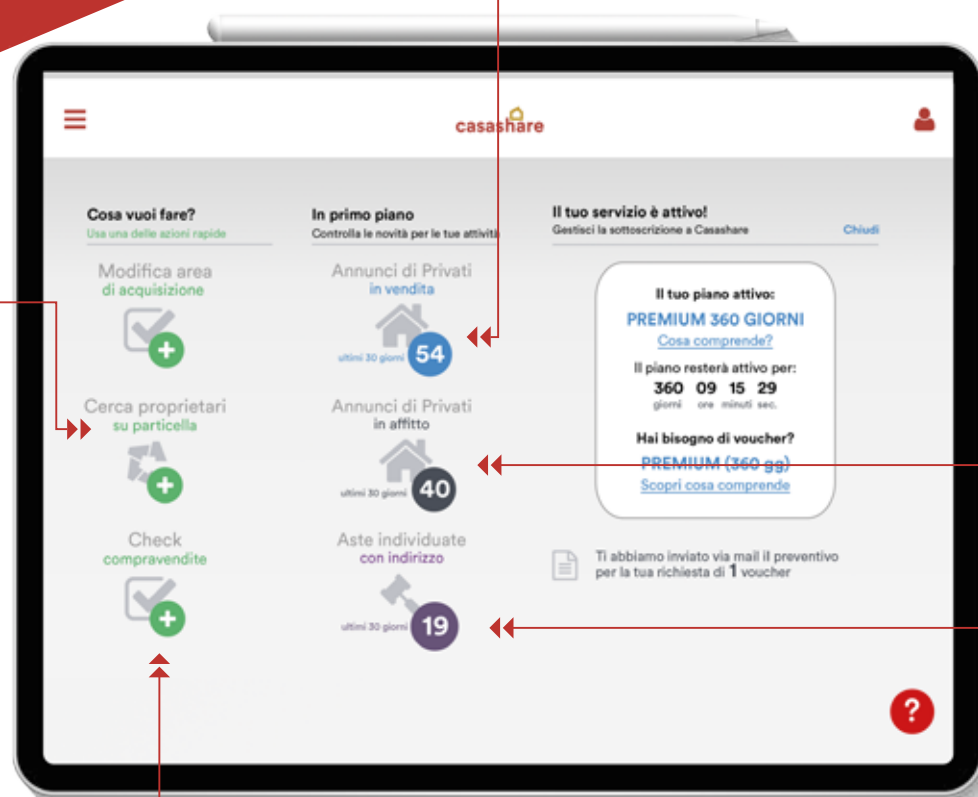 casashare
Cosa vuoi fare?
Usa una delle azioni rapide
Modifica area
di acquisizione
+
Cerca proprietari
su particella
+
Check
compravendite
+
In primo piano
Controlla le novità per le tue attività
Annunci di Privati
in vendita
ultimi 30 giorni 54
Annunci di Privati
in affitto
ultimi 30 giorni 40
Aste individuate
con indirizzo
ultimi 30 giorni 19
Il tuo servizio è attivo!
Gestisci la sottoscrizione a Casashare Chiudi
Il tuo piano attivo:
PREMIUM 360 GIORNI
Cosa comprende?
Il piano resterà attivo per:
360 09 15 29
giorni ore minuti sec.
Hai bisogno di voucher?
PREMIUM (360 gg)
Scopri cosa comprende
Ti abbiamo inviato via mail il preventivo
per la tua richiesta di 1 voucher
?